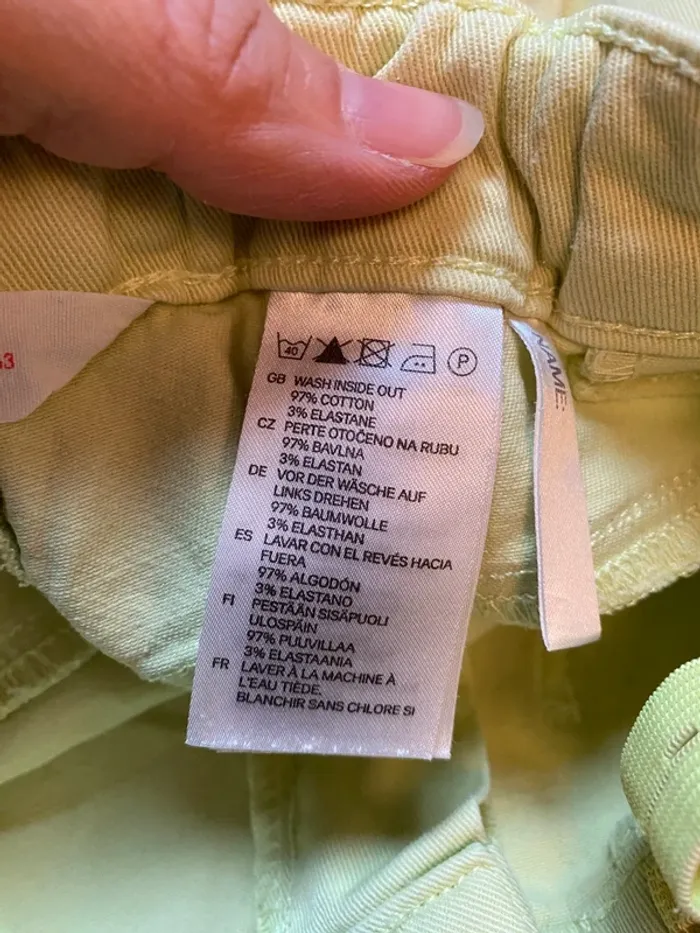 43
40
P
GB WASH INSIDE OUT
97% COTTON
3% ELASTANE
CZ PERTE OTOČENO NA RUBU
97% BAVLNA
3% ELASTAN
DE VOR DER WÄSCHE AUF
LINKS DREHEN
97% BAUMWOLLE
3% ELASTHAN
ES LAVAR CON EL REVÉS HACIA
FUERA
97% ALGODÓN
3% ELASTANO
FI PESTÄÄN SISÄPUOLI
ULOSPÄIN
97% PUUVILLAA
3% ELASTAANIA
FR LAVER À LA MACHINE À
L'EAU TIÈDE.
BLANCHIR SANS CHLORE SI
NAME: